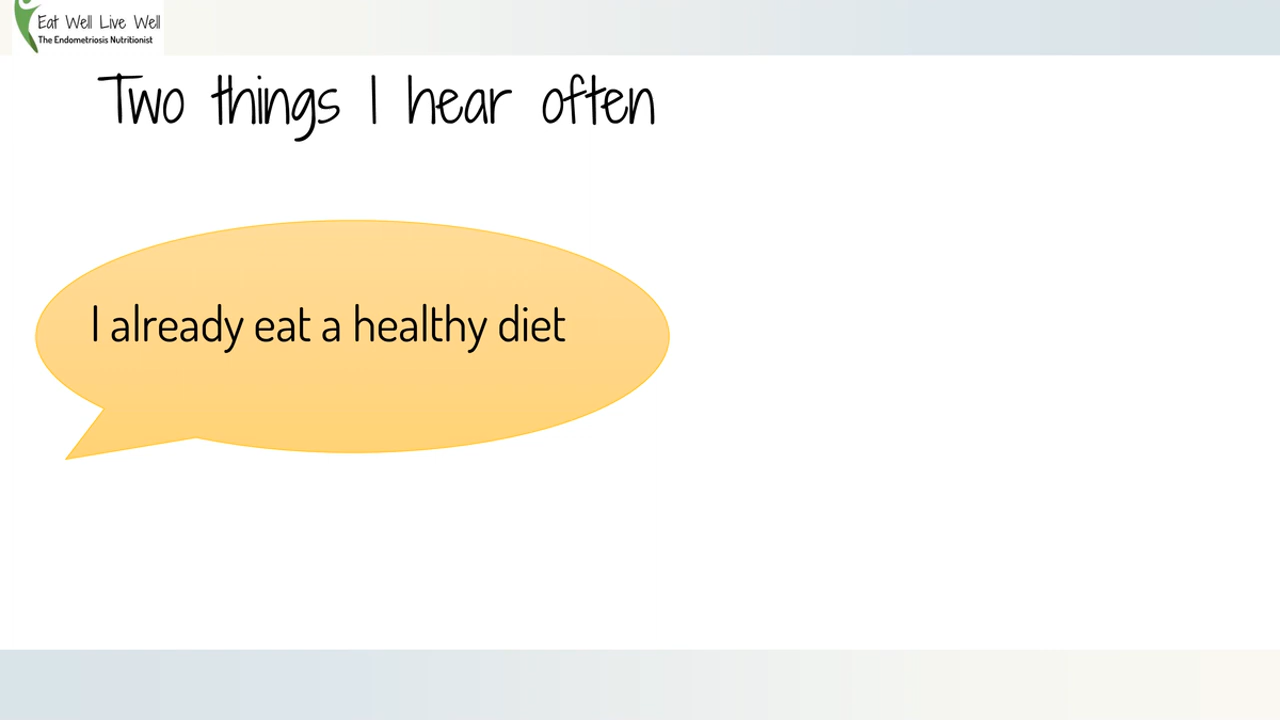 Eat Well Live Well
The Endometriosis Nutritionist
Two things I hear often
I already eat a healthy diet